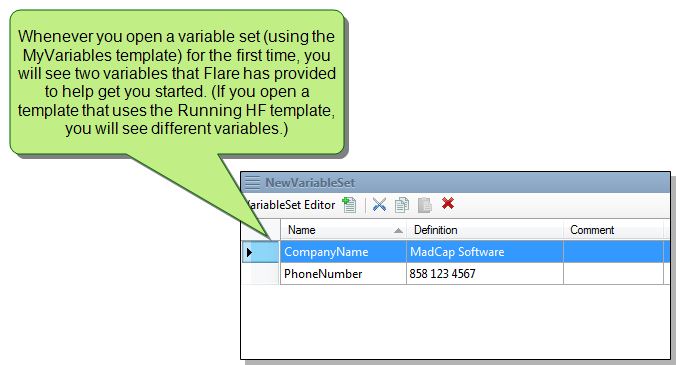 Whenever you open a variable set (using the
MyVariables template) for the first time, you
will see two variables that Flare has provided
to help get you started. (If you open a
template that uses the Running HF template,
you will see different variables.)
NewVariableSet
VariableSet Editor
Name Definition Comment
CompanyName MadCap Software
PhoneNumber 858 123 4567